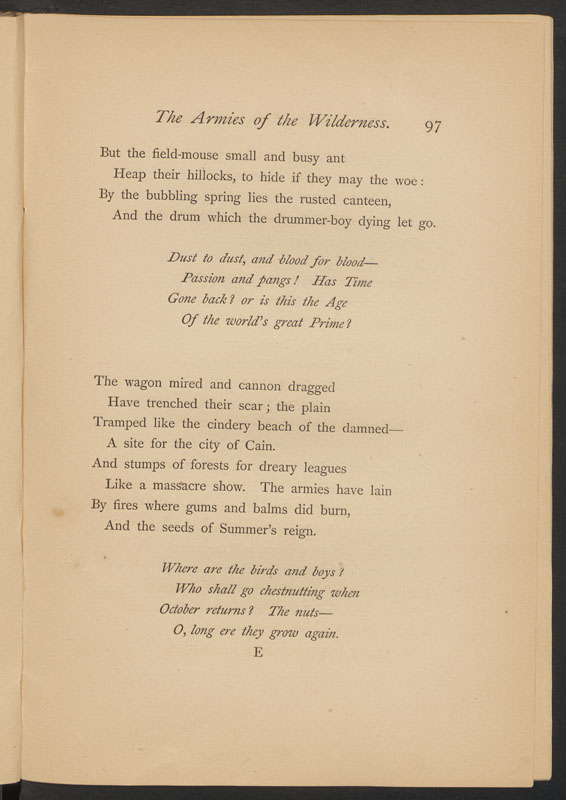 The Armies of the Wilderness. 97
But the field-mouse small and busy ant
Heap their hillocks, to hide if they may the woe:
By the bubbling spring lies the rusted canteen,
And the drum which the drummer-boy dying let go.
Dust to dust, and blood for blood—
Passion and pangs! Has Time
Gone back? or is this the Age
Of the world's great Prime?
The wagon mired and cannon dragged
Have trenched their scar; the plain
Tramped like the cindery beach of the damned—
A site for the city of Cain.
And stumps of forests for dreary leagues
Like a massacre show. The armies have lain
By fires where gums and balms did burn,
And the seeds of Summer's reign.
Where are the birds and boys?
Who shall go chestnutting when
October returns? The nuts—
O, long ere they grow again.
E